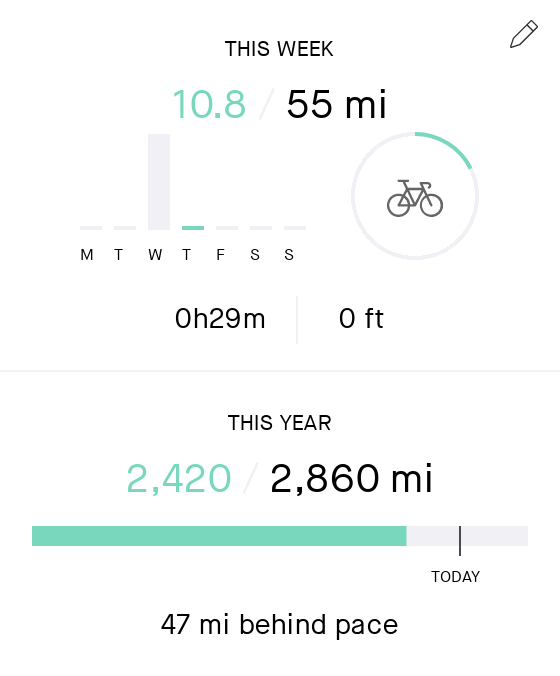 THIS WEEK
10.8 / 55 mi
M T W T F S S
0h29m | 0 ft
THIS YEAR
2,420 / 2,860 mi
TODAY
47 mi behind pace